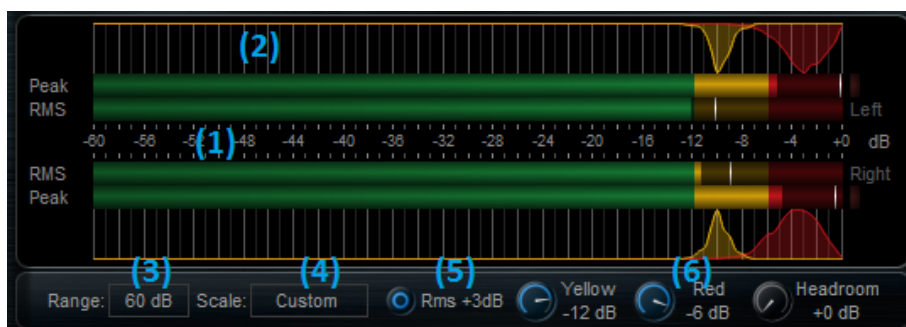 (2)
Peak
RMS
Left
-60 -56 -52 -48 -44 -40 -36 -32 -28 -24 -20 -16 -12 -8 -4 +0 dB
(1)
RMS
Right
Peak
(3) (4) (5) (6)
Range: 60 dB Scale: Custom Rms +3dB Yellow -12 dB Red -6 dB Headroom +0 dB